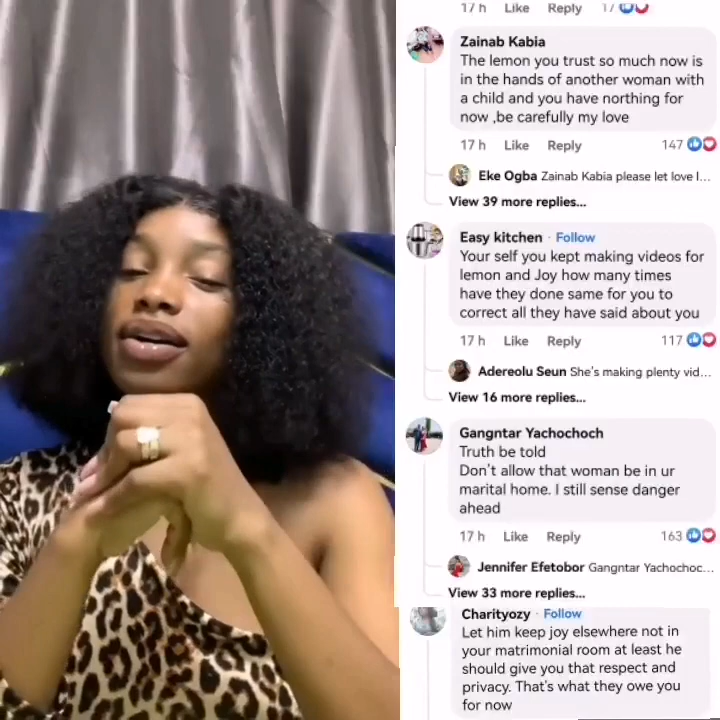 17 h Like Reply 17
Zainab Kabia
The lemon you trust so much now is
in the hands of another woman with
a child and you have northing for
now ,be carefully my love
17 h Like Reply 147
Eke Ogba Zainab Kabia please let love l...
View 39 more replies...
Easy kitchen · Follow
Your self you kept making videos for
lemon and Joy how many times
have they done same for you to
correct all they have said about you
17 h Like Reply 117
Adereolu Seun She's making plenty vid...
View 16 more replies...
Gangntar Yachochoch
Truth be told
Don't allow that woman be in ur
marital home. I still sense danger
ahead
17 h Like Reply 163
Jennifer Efetobor Gangntar Yachochoc...
View 33 more replies...
Charityozy · Follow
Let him keep joy elsewhere not in
your matrimonial room at least he
should give you that respect and
privacy. That's what they owe you
for now